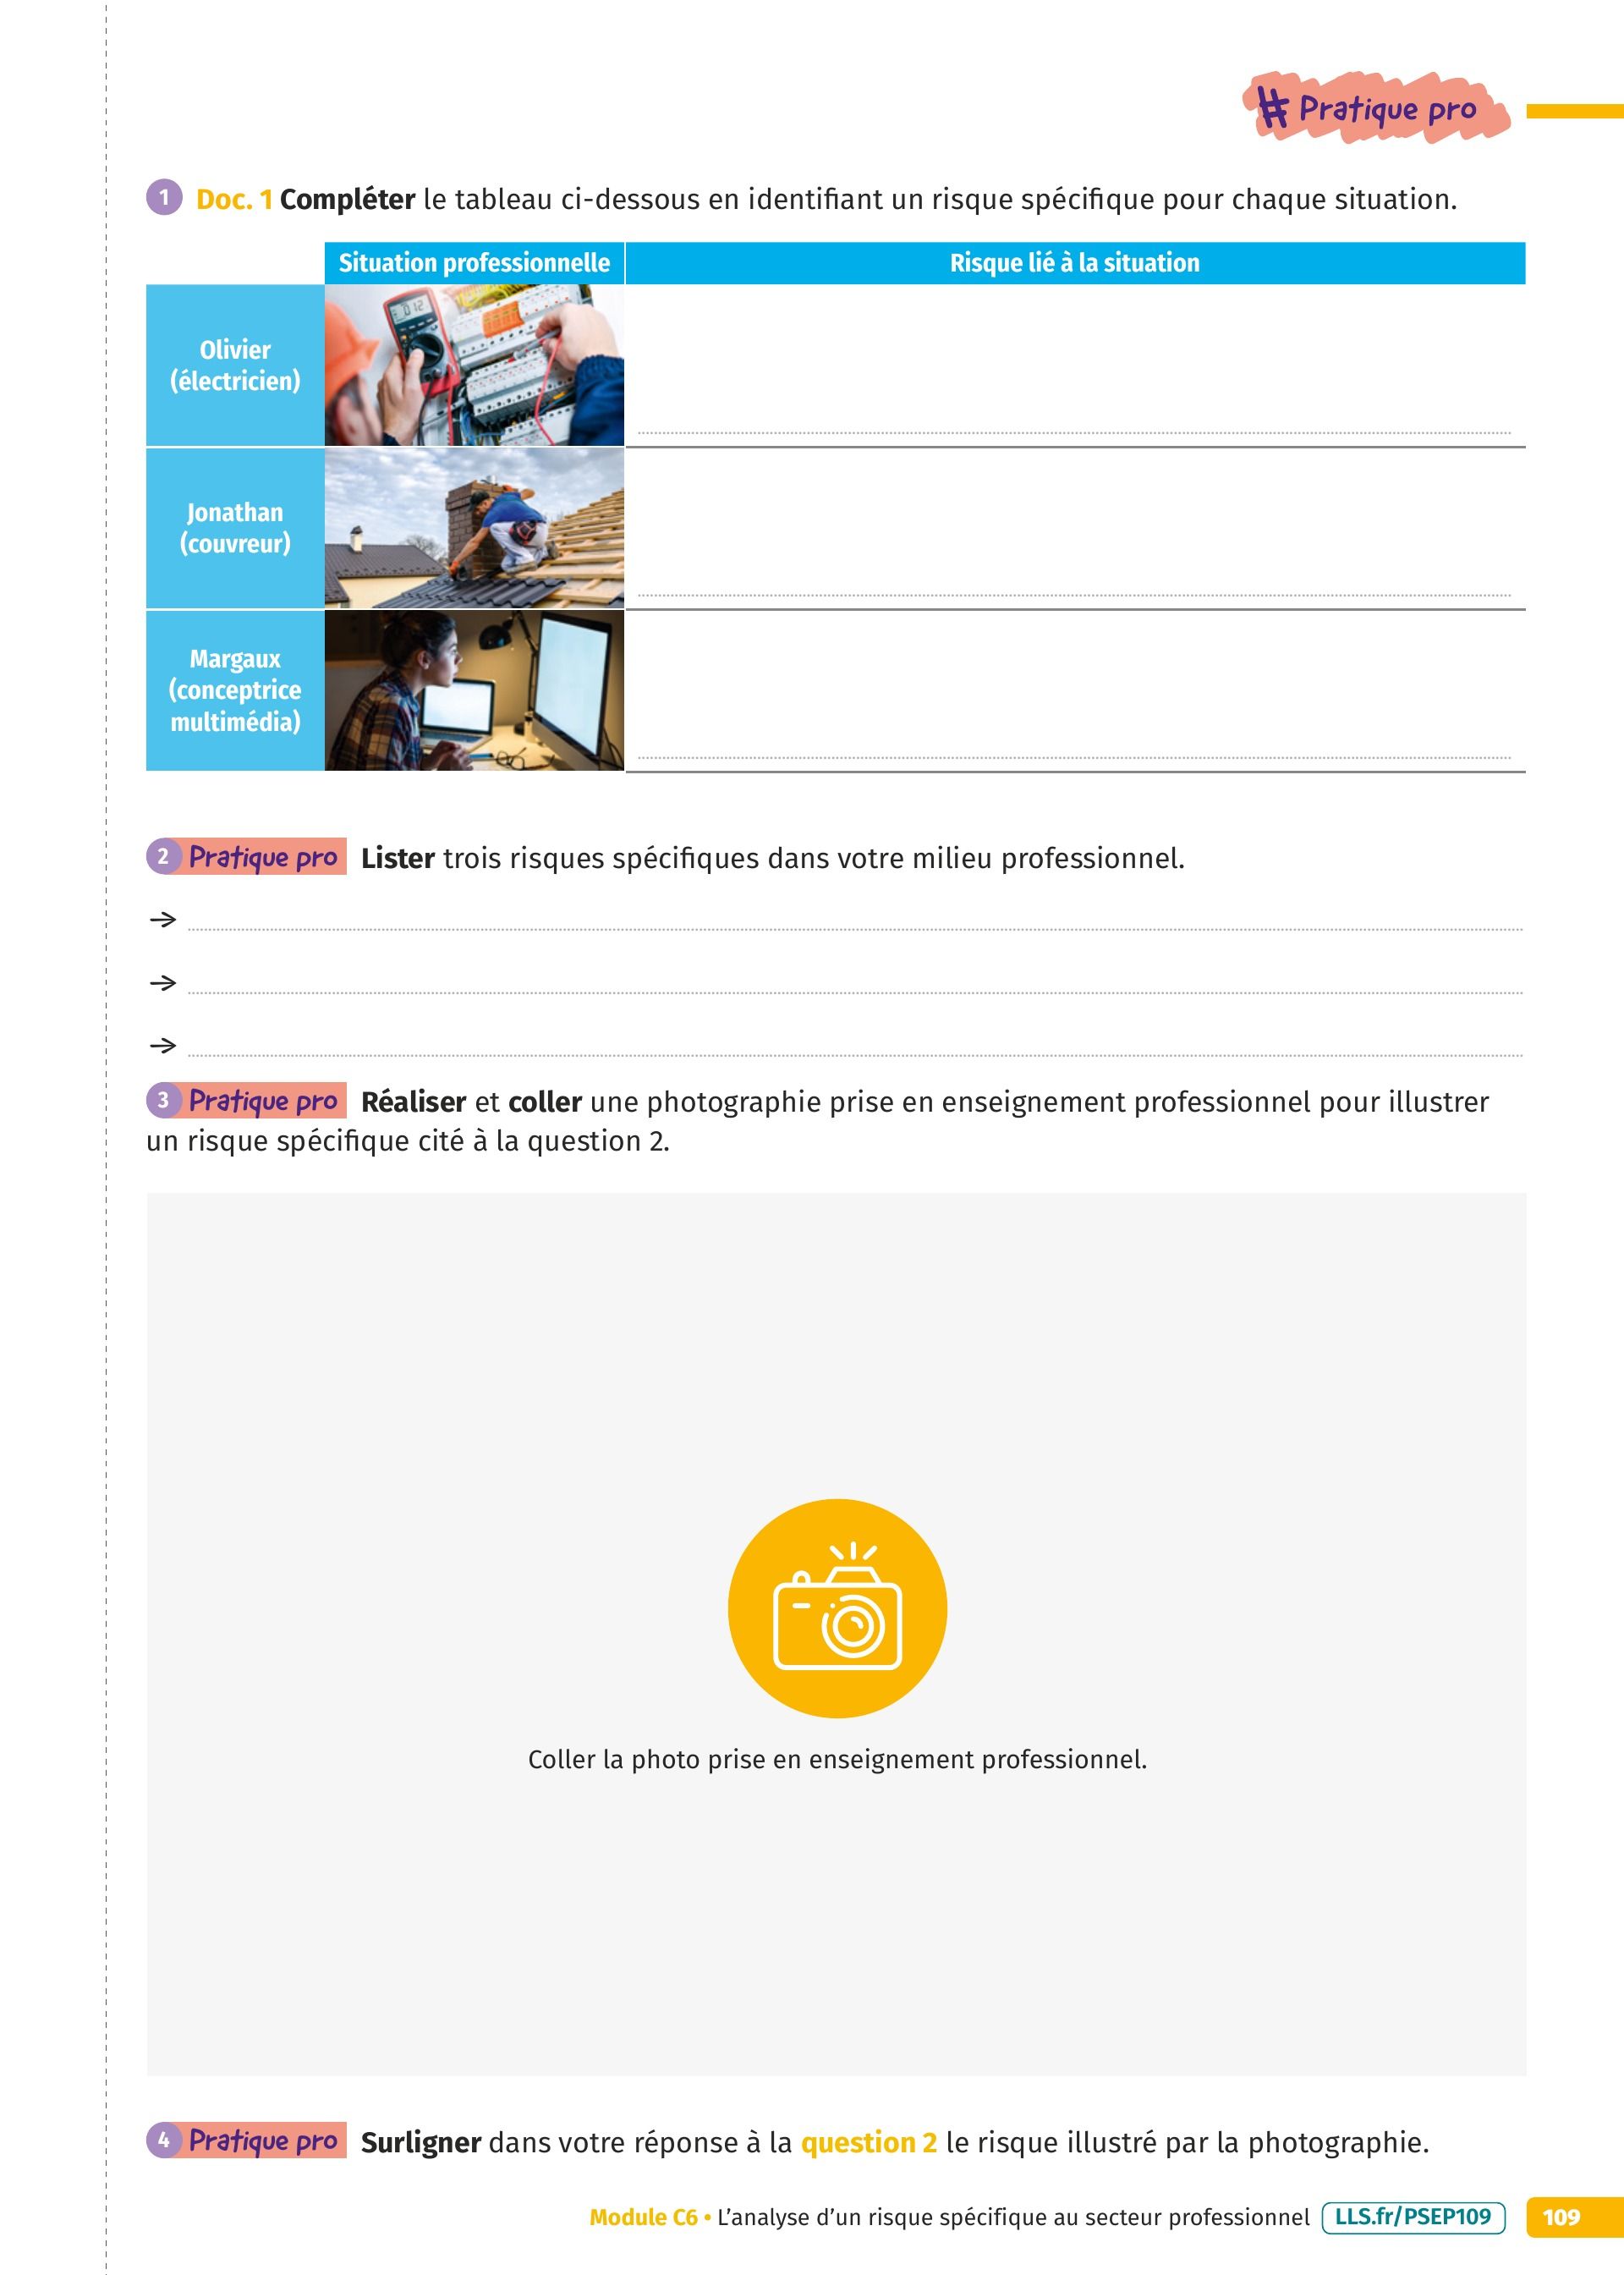 # Pratique pro
1 Doc. 1 Compléter le tableau ci-dessous en identifiant un risque spécifique pour chaque situation.
Situation professionnelle Risque lié à la situation
Olivier
(électricien)
012
Jonathan
(couvreur)
Margaux
(conceptrice
multimédia)
2 Pratique pro Lister trois risques spécifiques dans votre milieu professionnel.
→
→
→
3 Pratique pro Réaliser et coller une photographie prise en enseignement professionnel pour illustrer
un risque spécifique cité à la question 2.
Coller la photo prise en enseignement professionnel.
4 Pratique pro Surligner dans votre réponse à la question 2 le risque illustré par la photographie.
Module C6 • L’analyse d’un risque spécifique au secteur professionnel LLS.fr/PSEP109 109